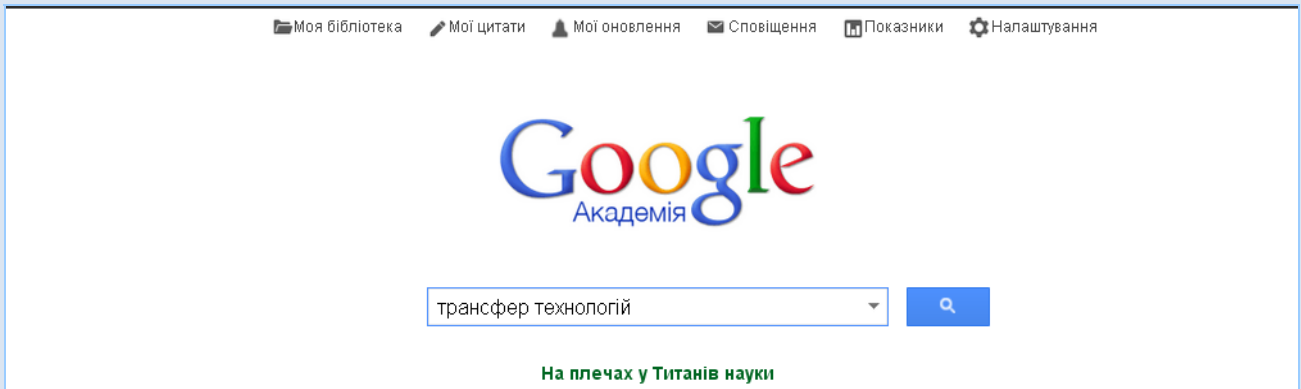 Моя бібліотека Мої цитати Мої оновлення Сповіщення Показники Налаштування
Google
Академія
трансфер технологій
На плечах у Титанів науки